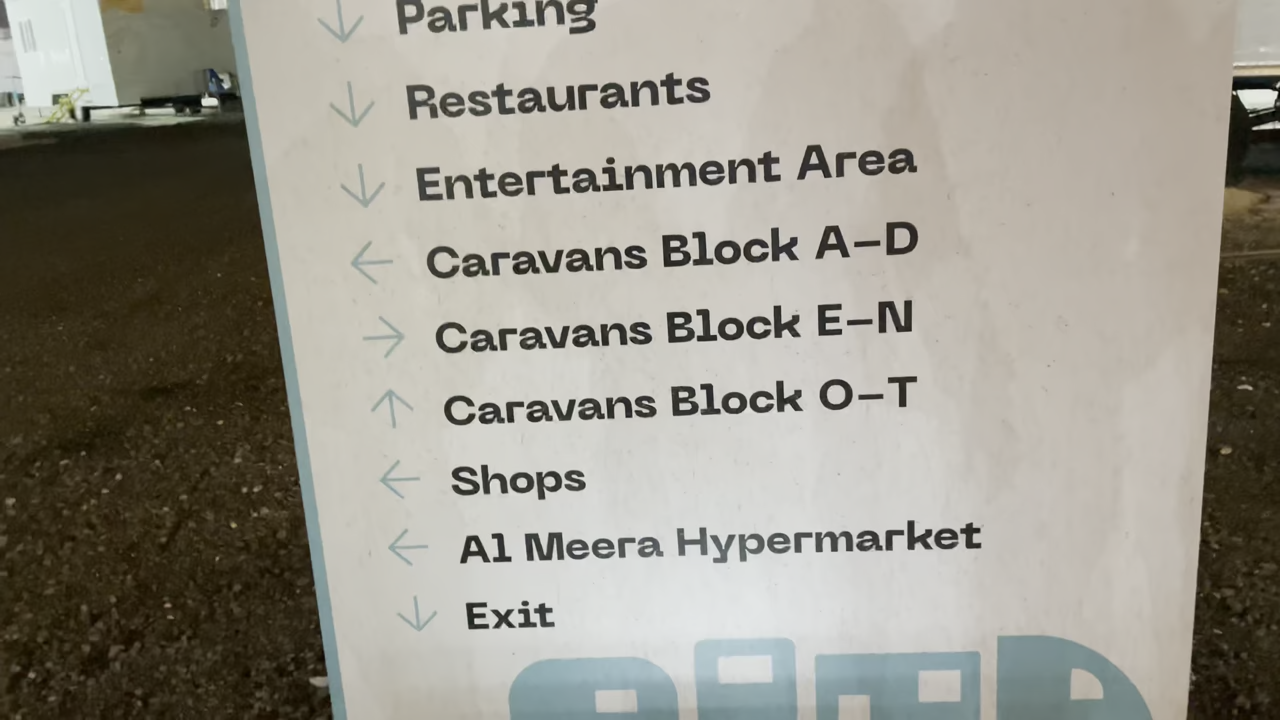 Parking
Restaurants
Entertainment Area
Caravans Block A–D
Caravans Block E–N
Caravans Block O–T
Shops
Al Meera Hypermarket
Exit